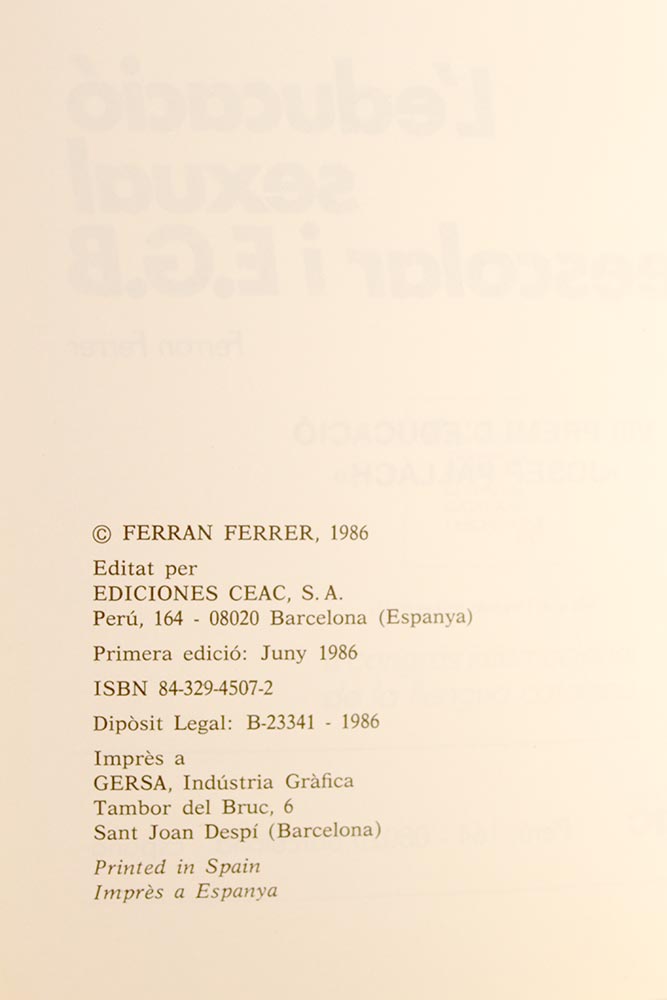 © FERRAN FERRER, 1986
Editat per
EDICIONES CEAC, S. A.
Perú, 164 - 08020 Barcelona (Espanya)
Primera edició: Juny 1986
ISBN 84-329-4507-2
Dipòsit Legal: B-23341 - 1986
Imprès a
GERSA, Indústria Gràfica
Tambor del Bruc, 6
Sant Joan Despí (Barcelona)
Printed in Spain
Imprès a Espanya